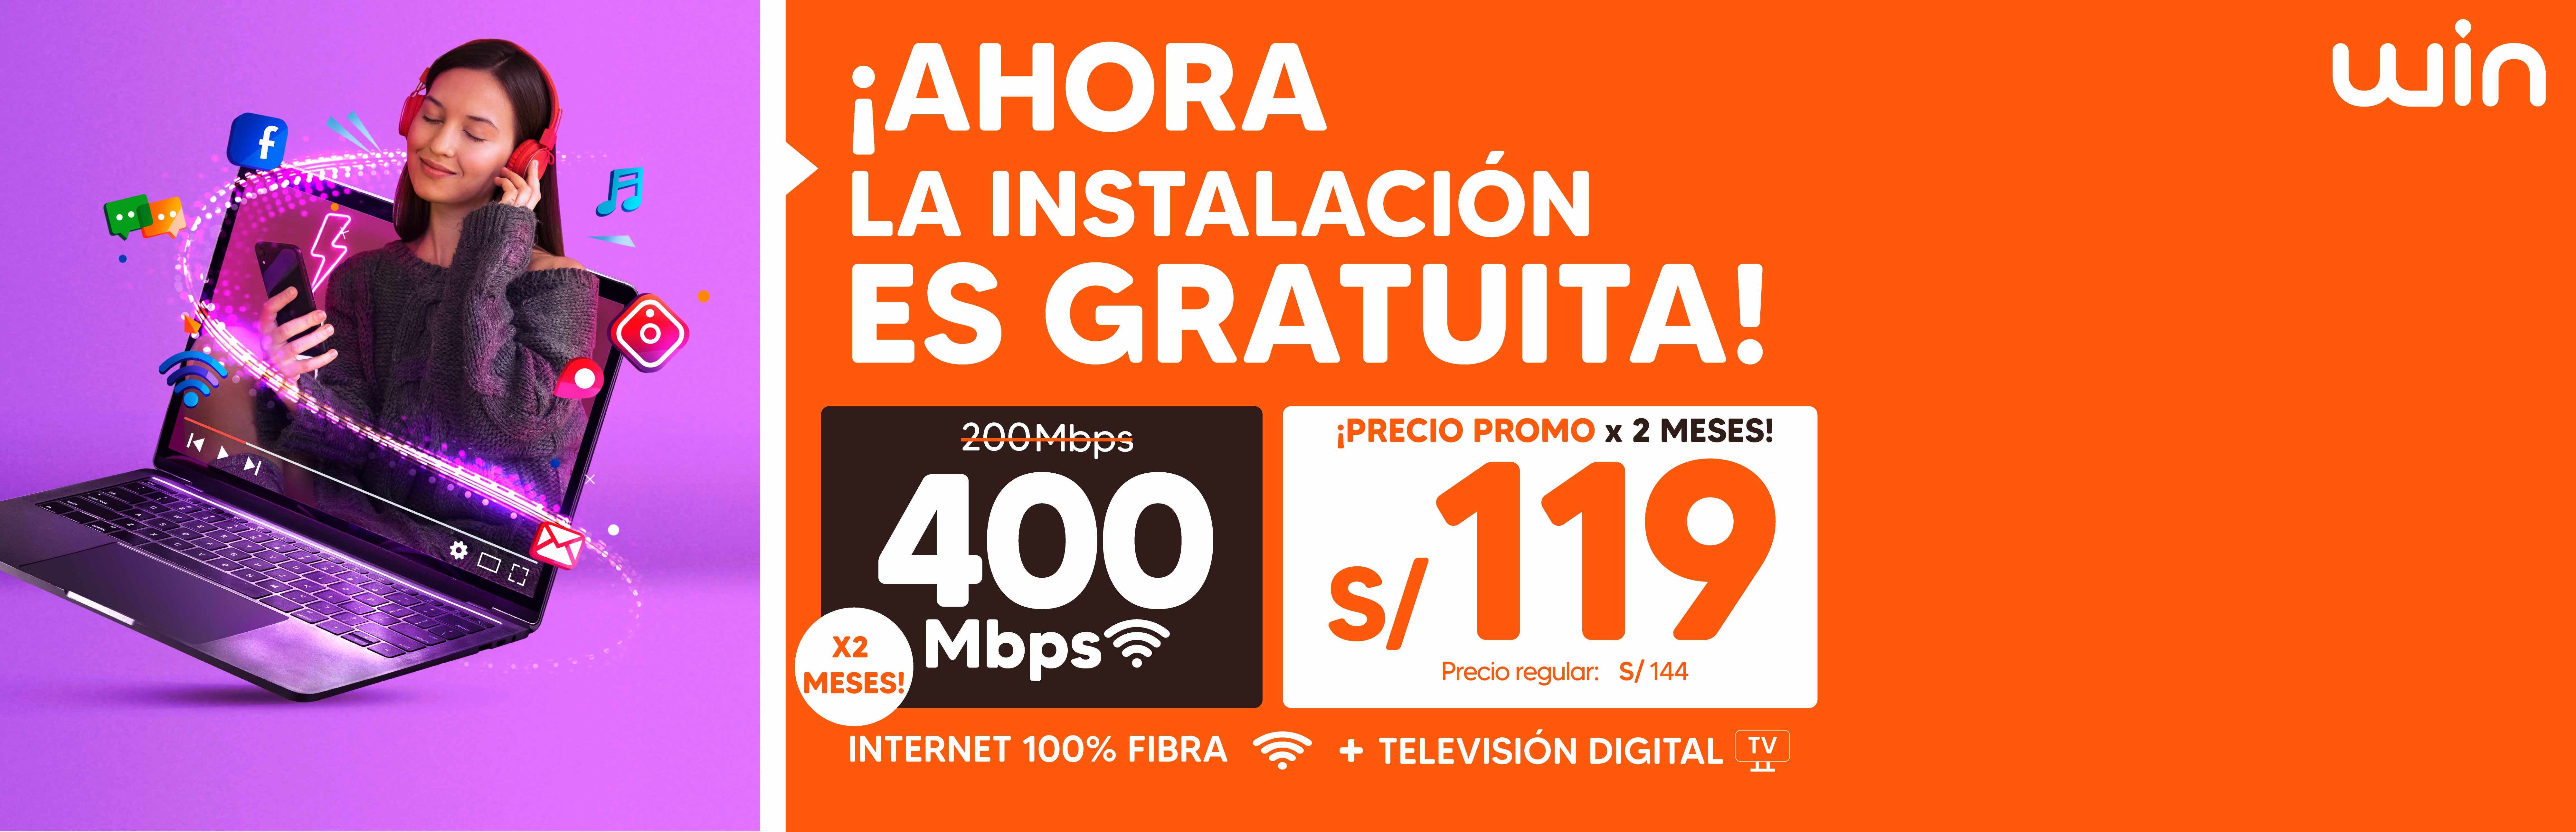 win
¡AHORA
LA INSTALACIÓN
ES GRATUITA!
200Mbps
400
Mbps
X2
MESES!
¡PRECIO PROMO x 2 MESES!
S/119
Precio regular: S/ 144
INTERNET 100% FIBRA + TELEVISIÓN DIGITAL TV